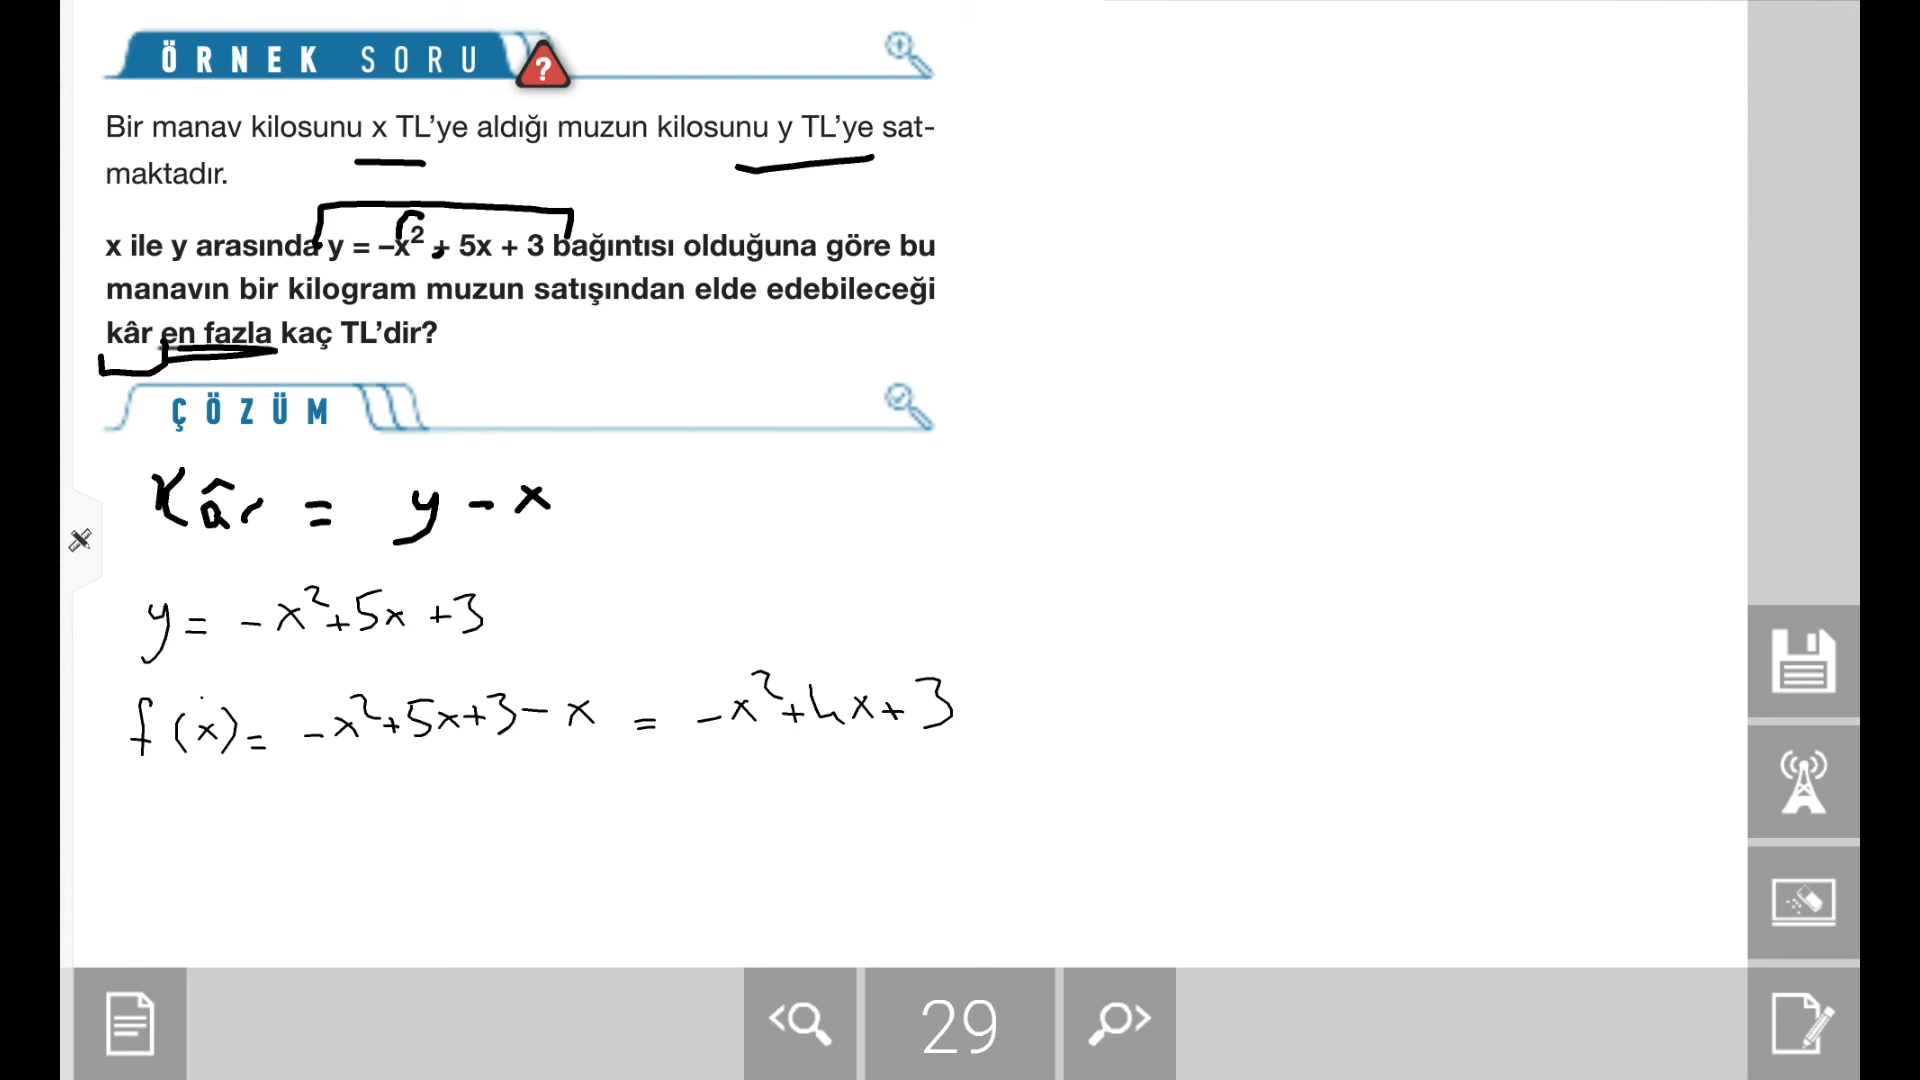 ÖRNEK SORU ?
Bir manav kilosunu x TL'ye aldığı muzun kilosunu y TL'ye sat-
maktadır.
x ile y arasında y = –x² + 5x + 3 bağıntısı olduğuna göre bu
manavın bir kilogram muzun satışından elde edebileceği
kâr en fazla kaç TL'dir?
ÇÖZÜM
Kâr = y - x
y = -x²+5x+3
f(x)= -x²+5x+3-x = -x²+4x+3
29